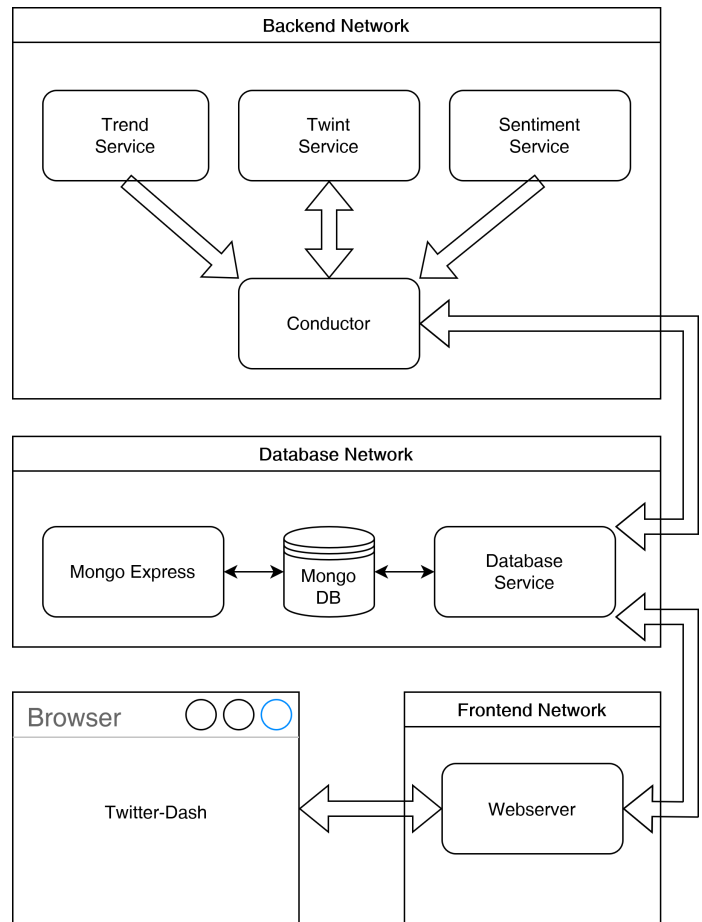 Backend Network
Trend
Service
Twint
Service
Sentiment
Service
Conductor
Database Network
Mongo Express
Mongo
DB
Database
Service
Browser
Twitter-Dash
Frontend Network
Webserver